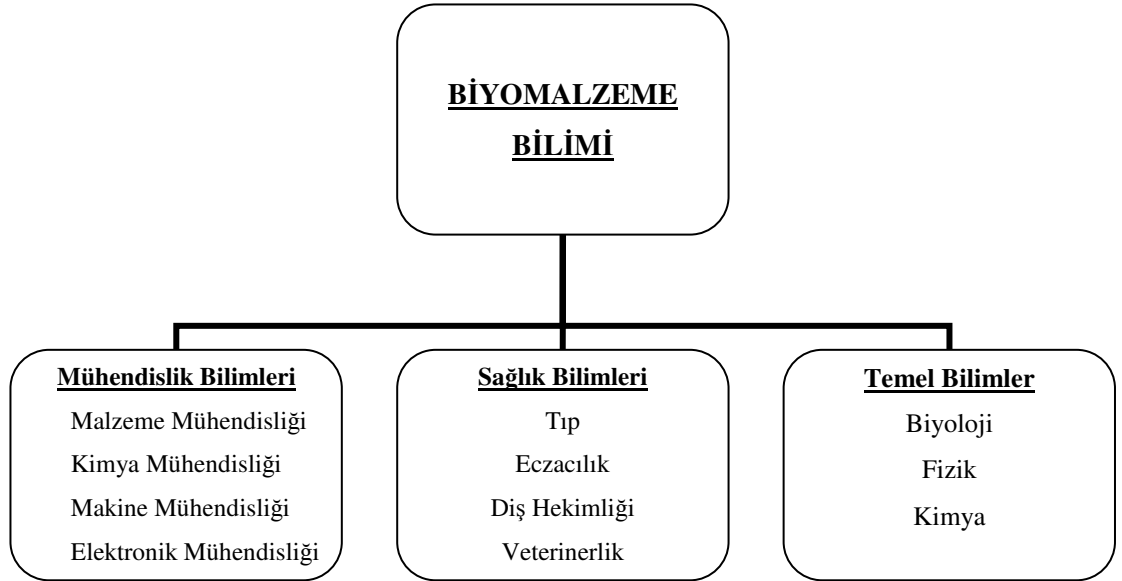 BİYOMALZEME
BİLİMİ
Mühendislik Bilimleri
Malzeme Mühendisliği
Kimya Mühendisliği
Makine Mühendisliği
Elektronik Mühendisliği
Sağlık Bilimleri
Tıp
Eczacılık
Diş Hekimliği
Veterinerlik
Temel Bilimler
Biyoloji
Fizik
Kimya